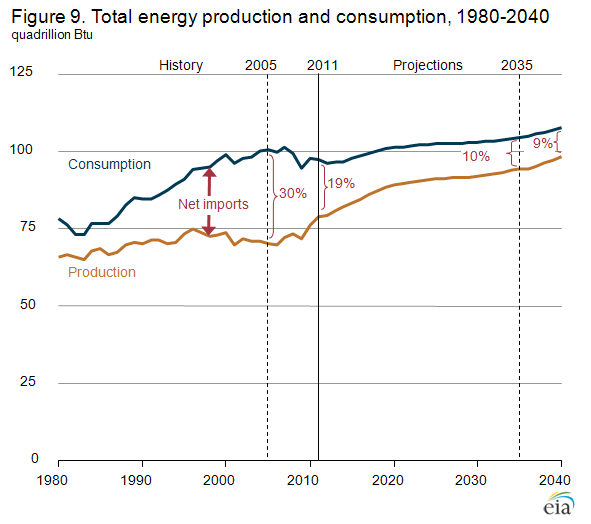 Figure 9. Total energy production and consumption, 1980-2040
quadrillion Btu
History 2005 2011 Projections 2035
125
100
Consumption
10%
9%
19%
30%
Net imports
75
Production
50
25
0
1980 1990 2000 2010 2020 2030 2040
eia